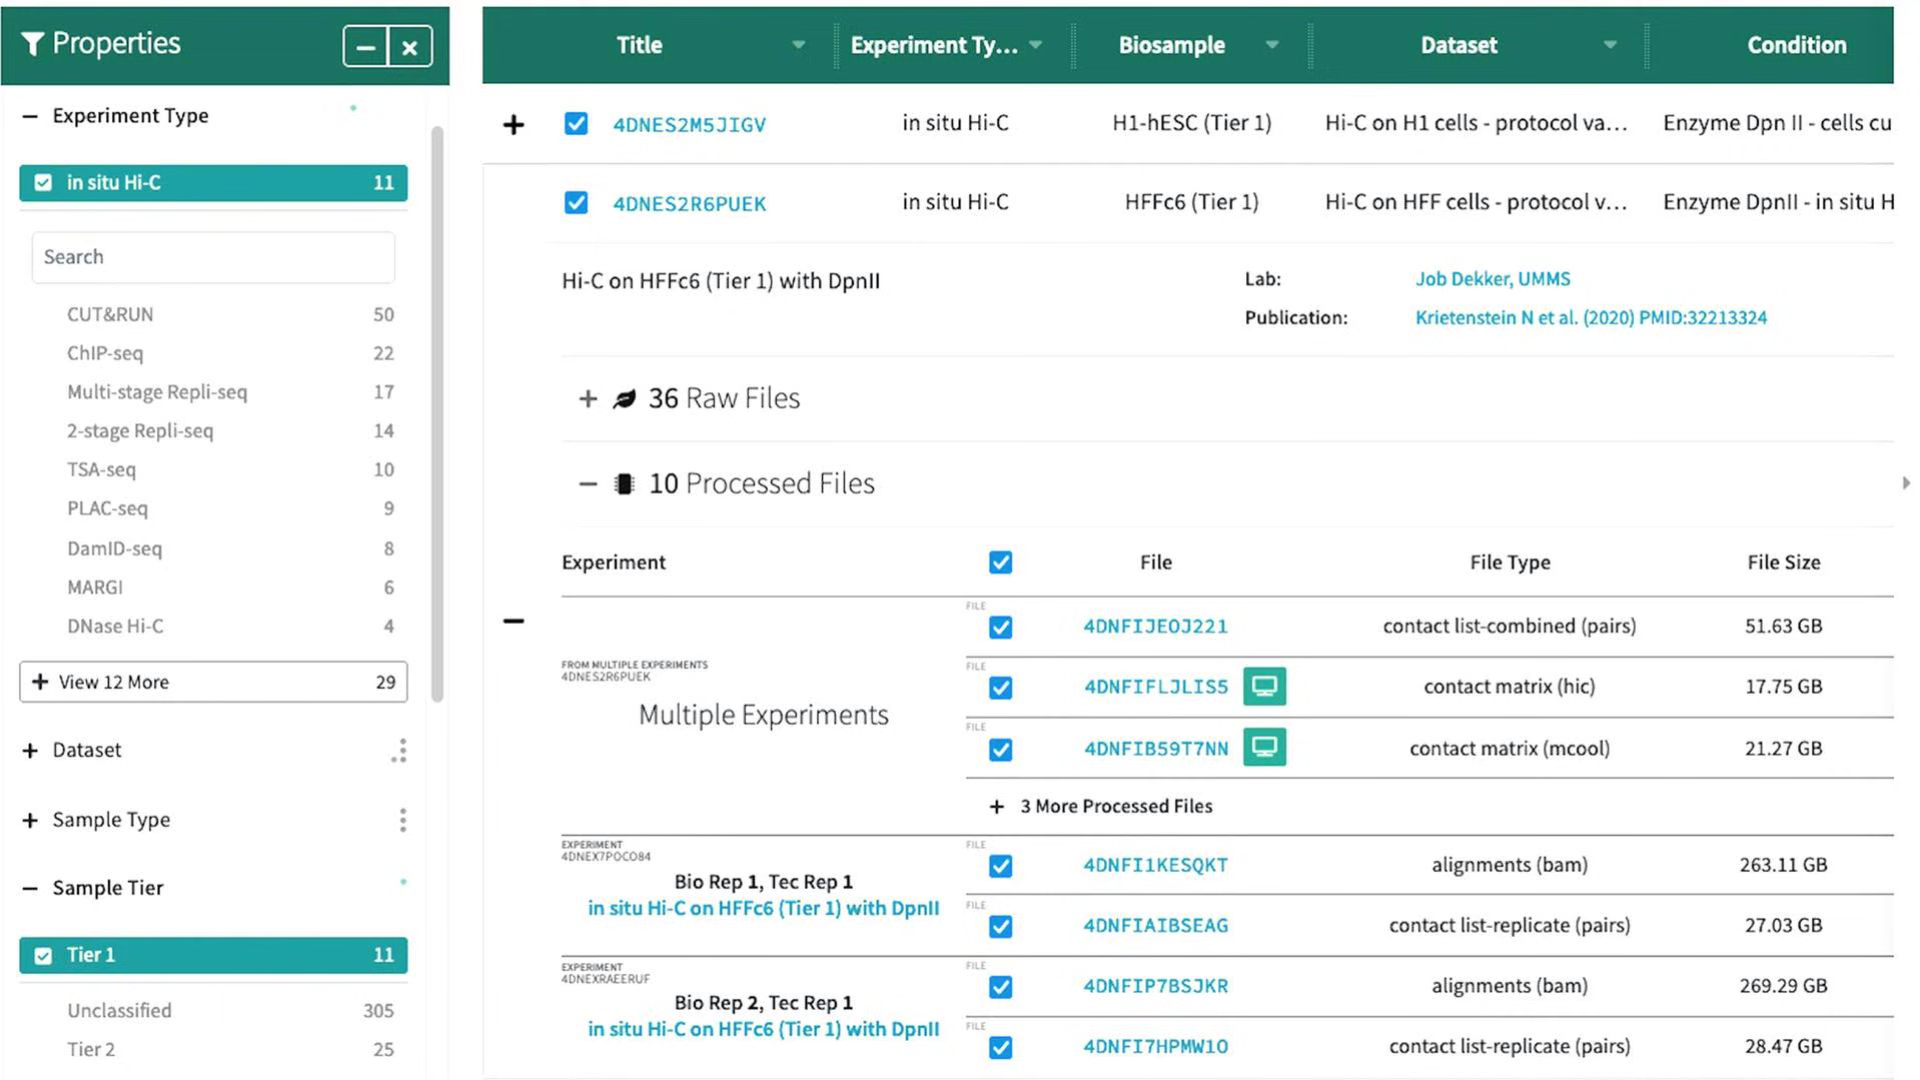 Properties
Experiment Type
in situ Hi-C 11
Search
CUT&RUN 50
ChIP-seq 22
Multi-stage Repli-seq 17
2-stage Repli-seq 14
TSA-seq 10
PLAC-seq 9
DamID-seq 8
MARGI 6
DNase Hi-C 4
View 12 More 29
Dataset
Sample Type
Sample Tier
Tier 1 11
Unclassified 305
Tier 2 25
Title Experiment Ty... Biosample Dataset Condition
4DNES2M5JIGV in situ Hi-C H1-hESC (Tier 1) Hi-C on H1 cells - protocol va... Enzyme Dpn II - cells cu
4DNES2R6PUEK in situ Hi-C HFFc6 (Tier 1) Hi-C on HFF cells - protocol v... Enzyme DpnII - in situ H
Hi-C on HFFc6 (Tier 1) with DpnII Lab: Job Dekker, UMMS
Publication: Krietenstein N et al. (2020) PMID:32213324
36 Raw Files
10 Processed Files
Experiment File File Type File Size
FILE
4DNFIJEOJ221 contact list-combined (pairs) 51.63 GB
FROM MULTIPLE EXPERIMENTS
4DNES2R6PUEK
Multiple Experiments
FILE
4DNFIFLJLIS5 contact matrix (hic) 17.75 GB
FILE
4DNFIB59T7NN contact matrix (mcool) 21.27 GB
3 More Processed Files
EXPERIMENT
4DNEX7POCO84
Bio Rep 1, Tec Rep 1
in situ Hi-C on HFFc6 (Tier 1) with DpnII
FILE
4DNFI1KESQKT alignments (bam) 263.11 GB
FILE
4DNFIAIBSEAG contact list-replicate (pairs) 27.03 GB
EXPERIMENT
4DNEXRAEERUF
Bio Rep 2, Tec Rep 1
in situ Hi-C on HFFc6 (Tier 1) with DpnII
FILE
4DNFIP7BSJKR alignments (bam) 269.29 GB
FILE
4DNFI7HPMW1O contact list-replicate (pairs) 28.47 GB